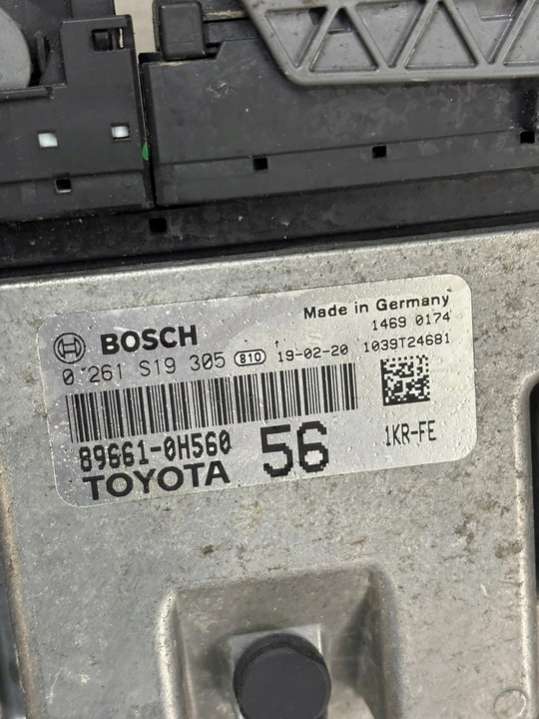 BOSCH
Made in Germany
1469 0174
0 261 S19 305 810 19-02-20 1039T24681
89661-0H560 56 1KR-FE
TOYOTA